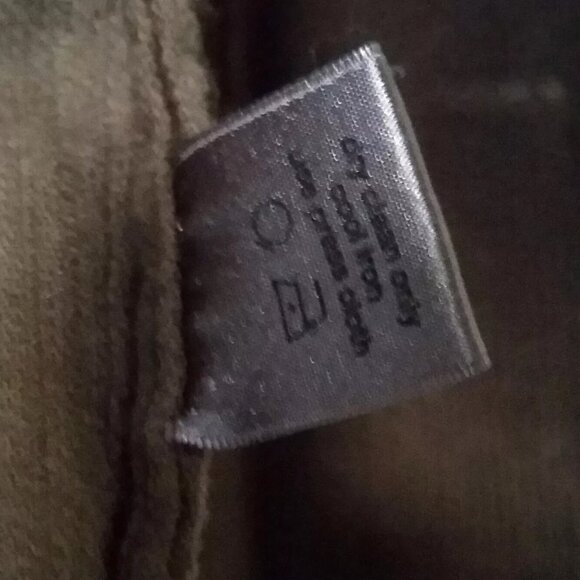 dry clean only
cool iron
use press cloth